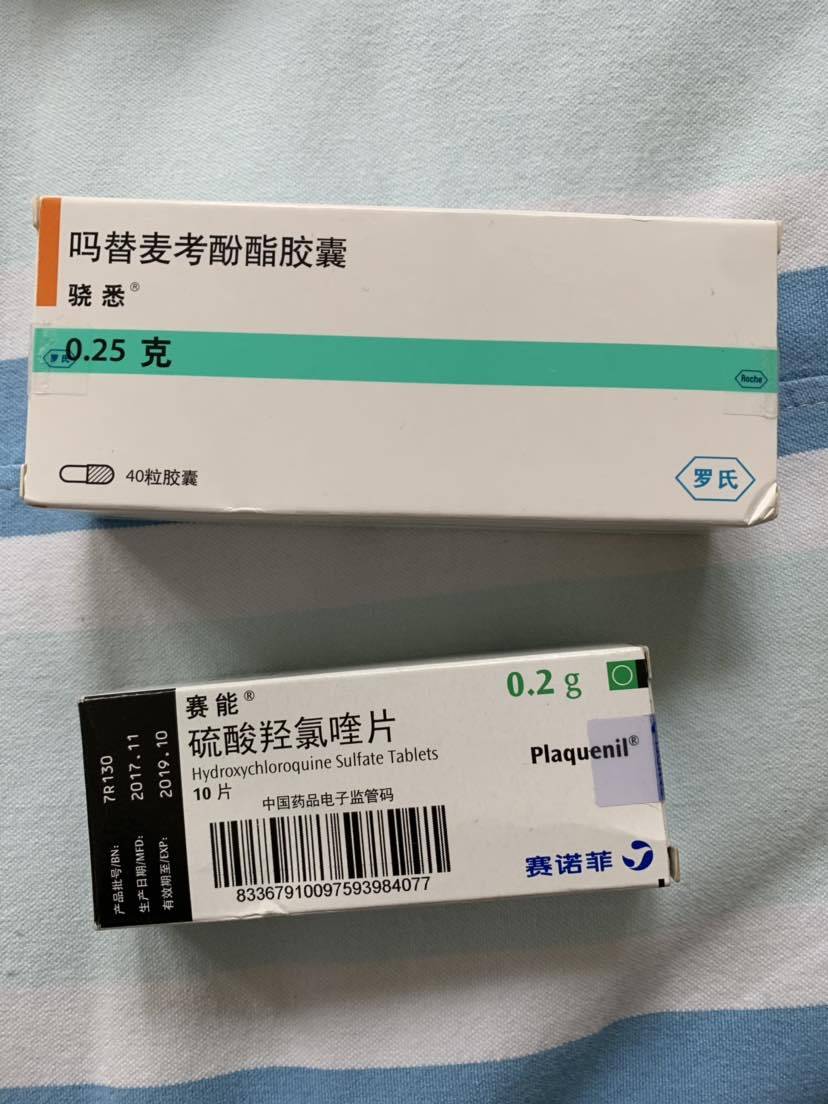 吗替麦考酚酯胶囊
骁悉®
罗氏
0.25 克
Roche
40粒胶囊
罗氏
赛能®
0.2 g
硫酸羟氯喹片
Hydroxychloroquine Sulfate Tablets
Plaquenil®
10 片
中国药品电子监管码
83367910097593984077
赛诺菲
产品批号/BN: 7R130
生产日期/MFD: 2017.11
有效期至/EXP: 2019.10